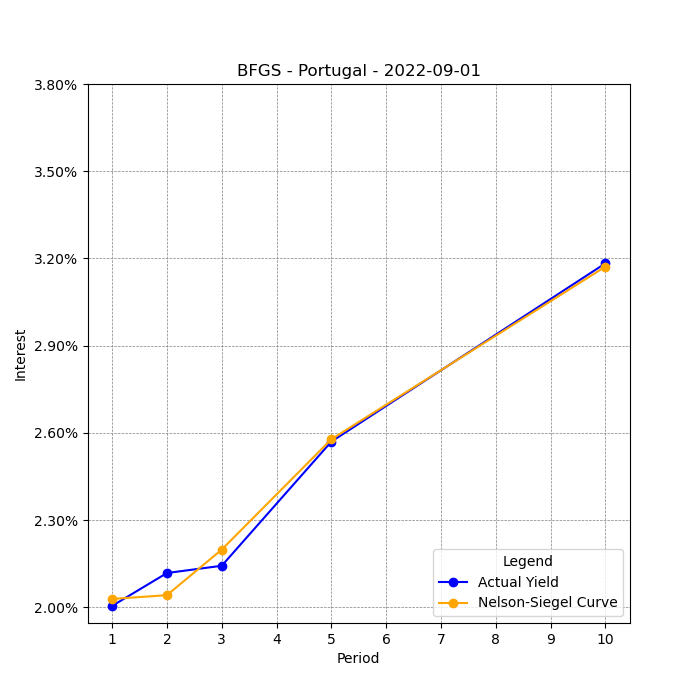 BFGS - Portugal - 2022-09-01
3.80%
3.50%
3.20%
2.90%
2.60%
2.30%
2.00%
Interest
Legend
Actual Yield
Nelson-Siegel Curve
1 2 3 4 5 6 7 8 9 10
Period